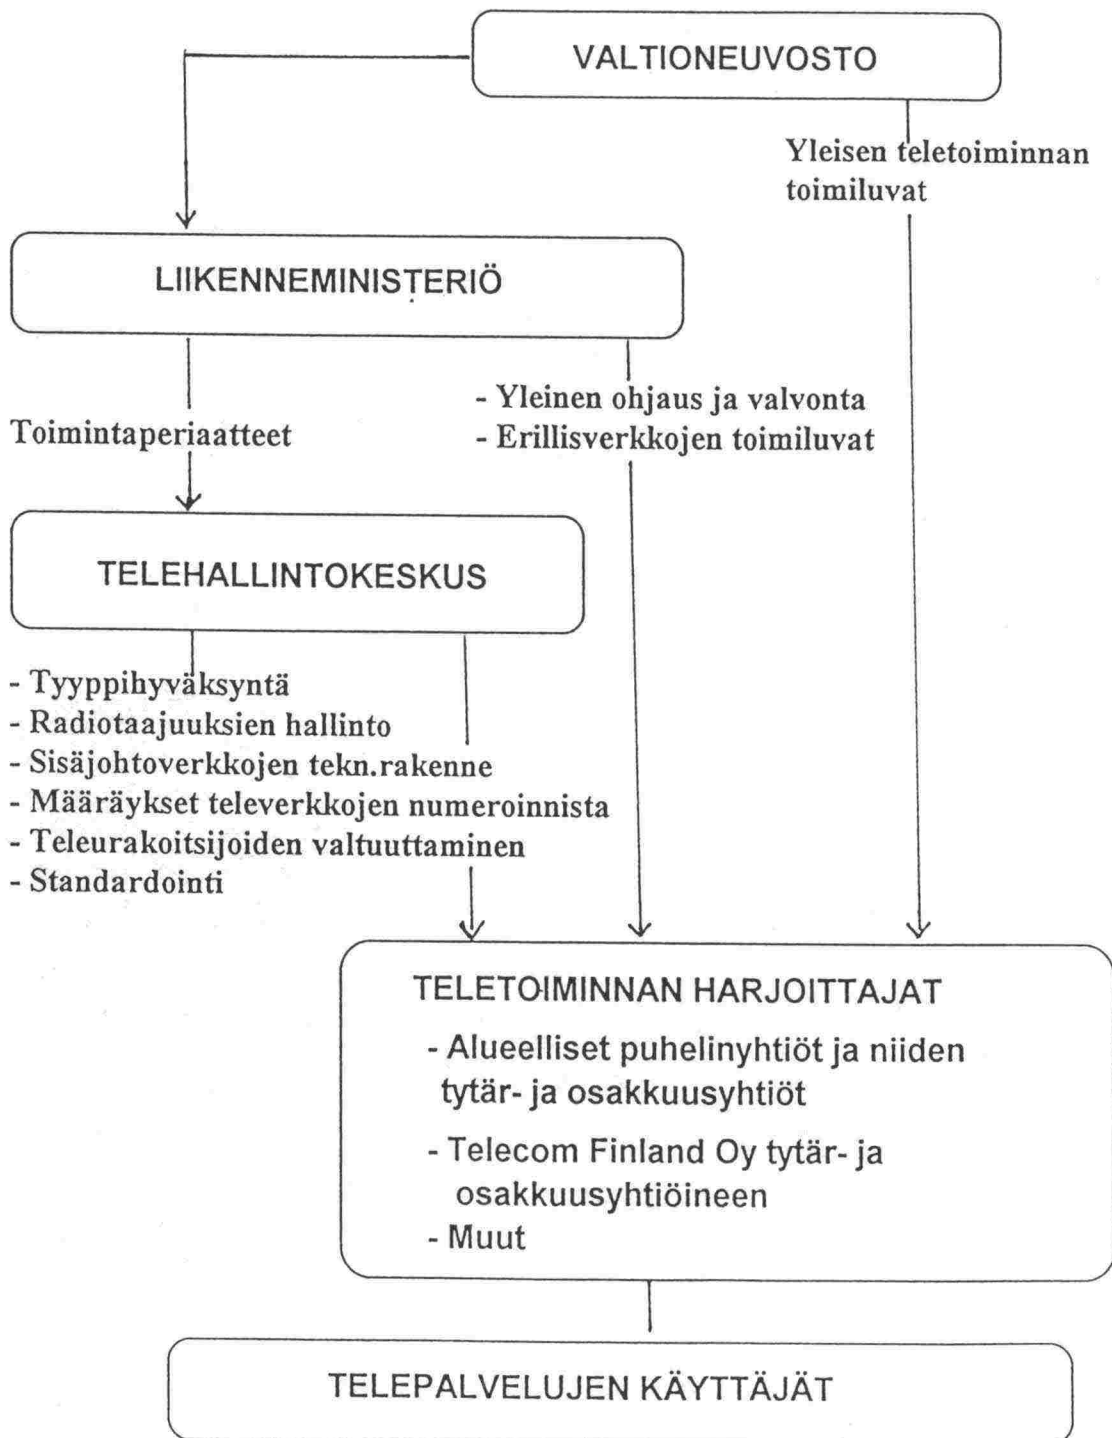 VALTIONEUVOSTO
Yleisen teletoiminnan
toimiluvat
LIIKENNEMINISTERIÖ
- Yleinen ohjaus ja valvonta
- Erillisverkkojen toimiluvat
Toimintaperiaatteet
TELEHALLINTOKESKUS
- Tyyppihyväksyntä
- Radiotaajuuksien hallinto
- Sisäjohtoverkkojen tekn.rakenne
- Määräykset televerkkojen numeroinnista
- Teleurakoitsijoiden valtuuttaminen
- Standardointi
TELETOIMINNAN HARJOITTAJAT
- Alueelliset puhelinyhtiöt ja niiden
tytär- ja osakkuusyhtiöt
- Telecom Finland Oy tytär- ja
osakkuusyhtiöineen
- Muut
TELEPALVELUJEN KÄYTTÄJÄT